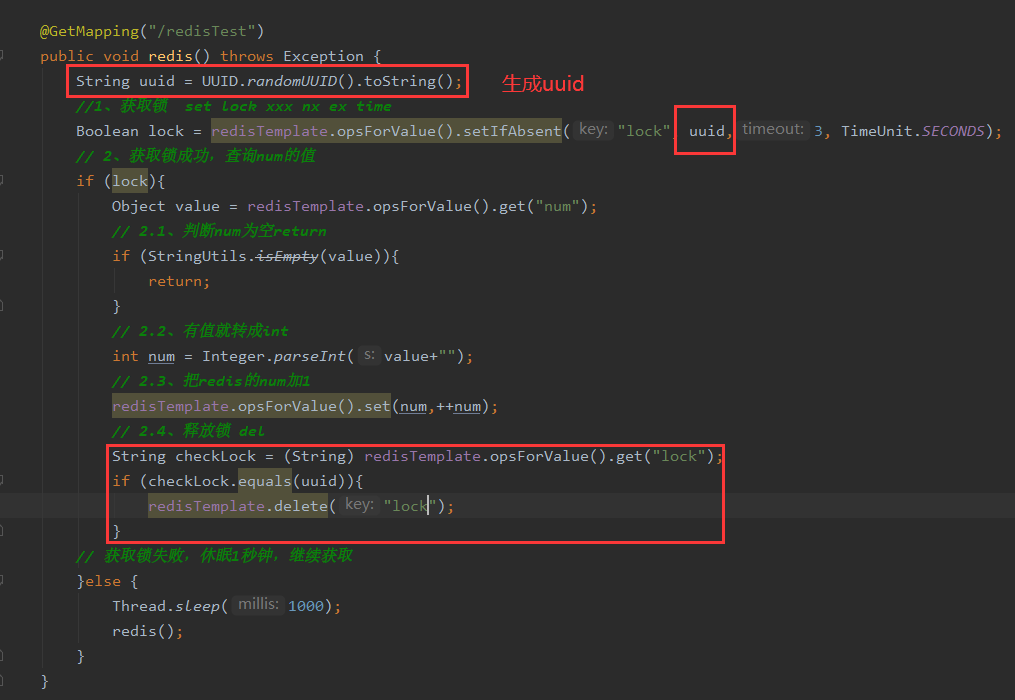 @GetMapping("/redisTest")
public void redis() throws Exception {
String uuid = UUID.randomUUID().toString(); 生成uuid
//1、获取锁 set lock xxx nx ex time
Boolean lock = redisTemplate.opsForValue().setIfAbsent( key: "lock", uuid, timeout: 3, TimeUnit.SECONDS);
// 2、获取锁成功，查询num的值
if (lock){
Object value = redisTemplate.opsForValue().get("num");
// 2.1、判断num为空return
if (StringUtils.isEmpty(value)){
return;
}
// 2.2、有值就转成int
int num = Integer.parseInt( s: value+"");
// 2.3、把redis的num加1
redisTemplate.opsForValue().set(num,++num);
// 2.4、释放锁 del
String checkLock = (String) redisTemplate.opsForValue().get("lock");
if (checkLock.equals(uuid)){
redisTemplate.delete( key: "lock");
}
// 获取锁失败，休眠1秒钟，继续获取
}else {
Thread.sleep( millis: 1000);
redis();
}
}